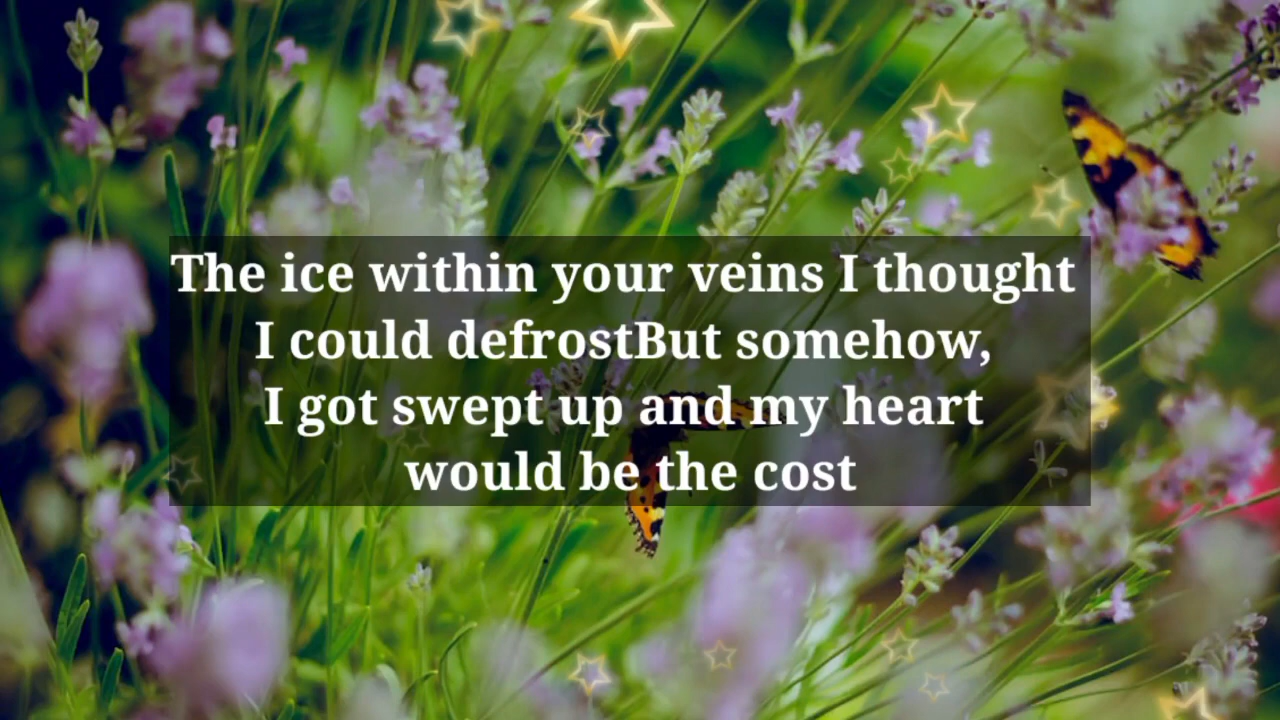 The ice within your veins I thought
I could defrostBut somehow,
I got swept up and my heart
would be the cost